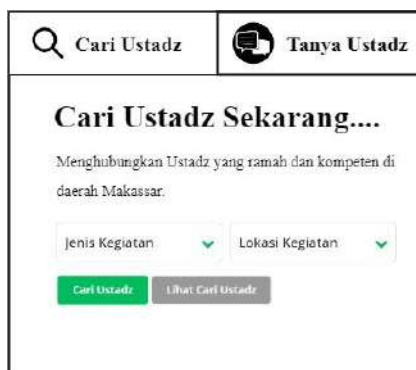 Cari Ustadz
Tanya Ustadz
Cari Ustadz Sekarang....
Menghubungkan Ustadz yang ramah dan kompeten di
daerah Makassar.
Jenis Kegiatan
Lokasi Kegiatan
Cari Ustadz
Lihat Cari Ustadz